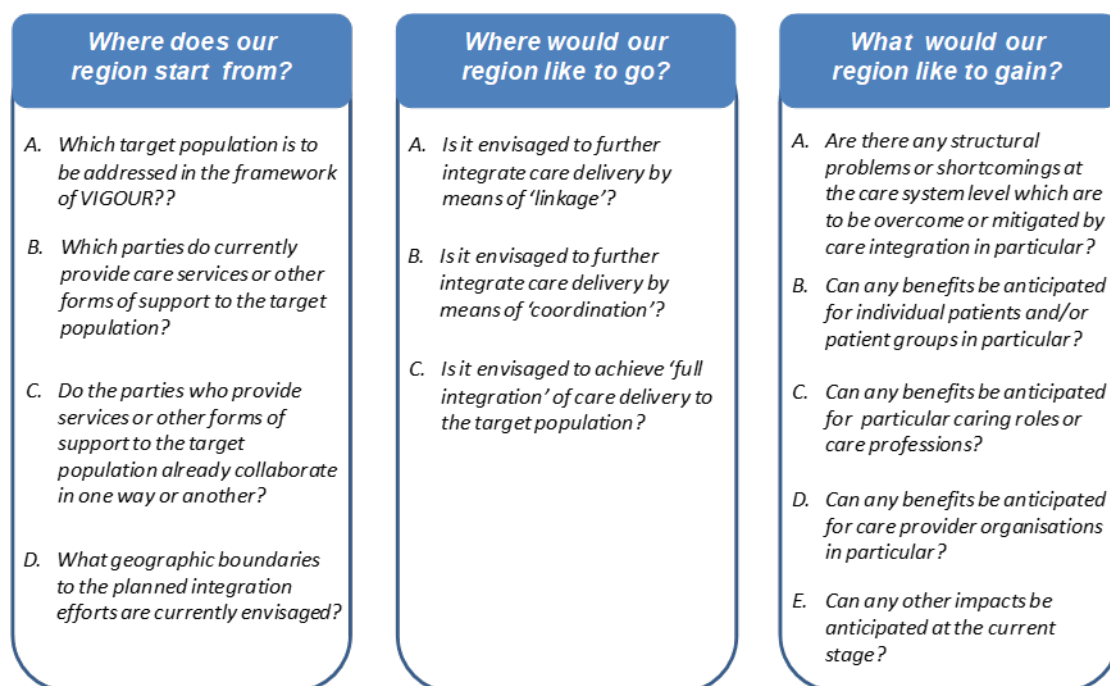 Where does our
region start from?
A. Which target population is to
be addressed in the framework
of VIGOUR??
B. Which parties do currently
provide care services or other
forms of support to the target
population?
C. Do the parties who provide
services or other forms of
support to the target
population already collaborate
in one way or another?
D. What geographic boundaries
to the planned integration
efforts are currently envisaged?
Where would our
region like to go?
A. Is it envisaged to further
integrate care delivery by
means of ‘linkage’?
B. Is it envisaged to further
integrate care delivery by
means of ‘coordination’?
C. Is it envisaged to achieve ‘full
integration’ of care delivery to
the target population?
What would our
region like to gain?
A. Are there any structural
problems or shortcomings at
the care system level which are
to be overcome or mitigated by
care integration in particular?
B. Can any benefits be anticipated
for individual patients and/or
patient groups in particular?
C. Can any benefits be anticipated
for particular caring roles or
care professions?
D. Can any benefits be anticipated
for care provider organisations
in particular?
E. Can any other impacts be
anticipated at the current
stage?